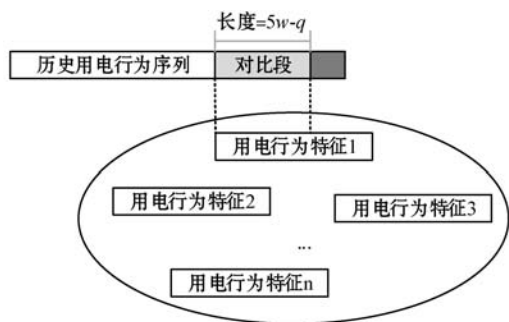 长度=5w-q
历史用电行为序列 对比段
用电行为特征1
用电行为特征2
用电行为特征3
...
用电行为特征n